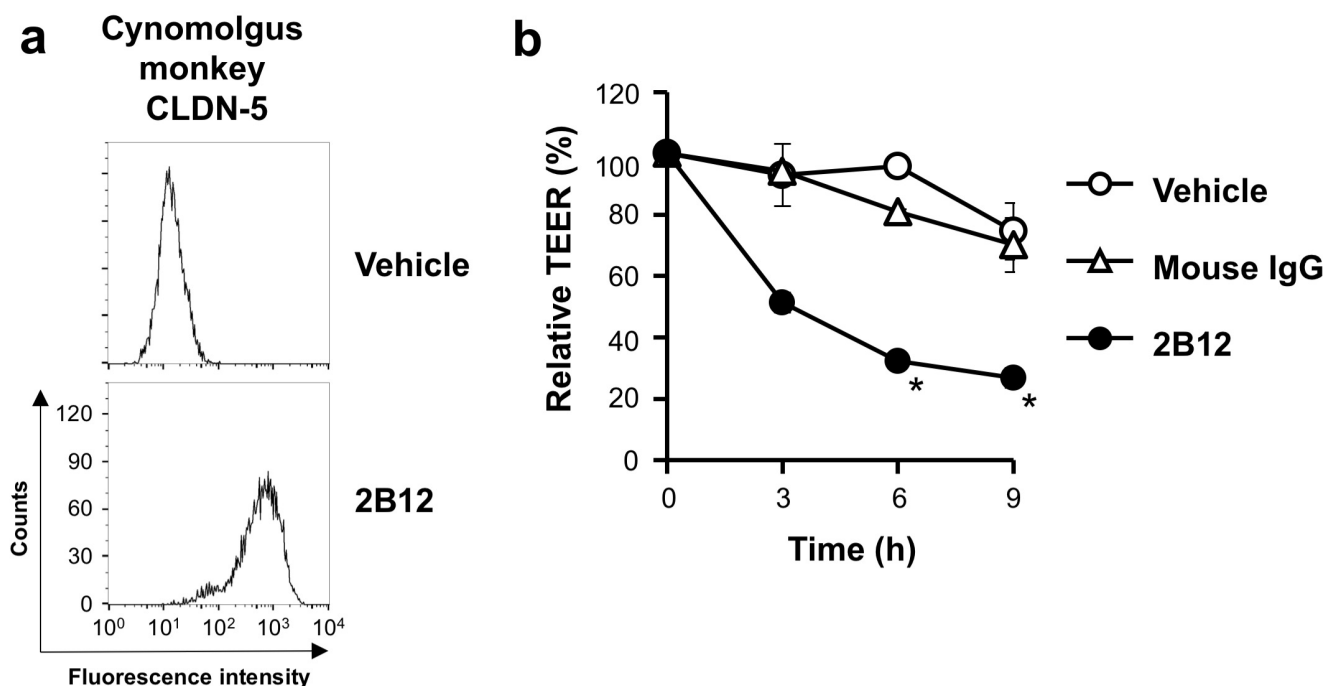 a
Cynomolgus
monkey
CLDN-5
Vehicle
120
90
60
30
0
Counts
2B12
10⁰ 10¹ 10² 10³ 10⁴
Fluorescence intensity
b
120
100
80
60
40
20
0
Relative TEER (%)
*
*
0 3 6 9
Time (h)
Vehicle
Mouse IgG
2B12